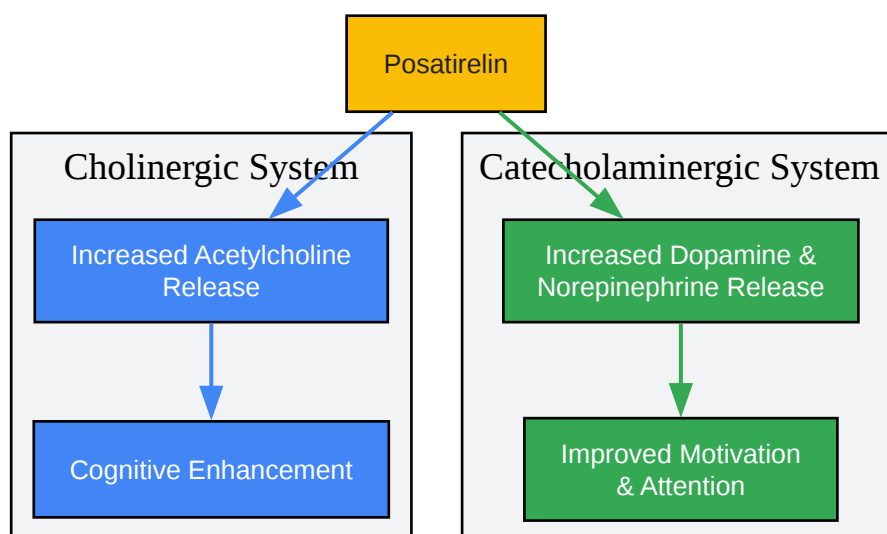 Posatirelin
Cholinergic System
Increased Acetylcholine
Release
Cognitive Enhancement
Catecholaminergic System
Increased Dopamine &
Norepinephrine Release
Improved Motivation
& Attention